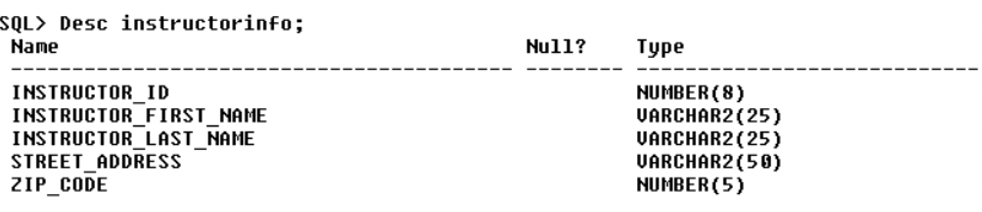 SQL> Desc instructorinfo;
Name Null? Type
---------------------------------------- -------- ----------------------------
INSTRUCTOR_ID NUMBER(8)
INSTRUCTOR_FIRST_NAME VARCHAR2(25)
INSTRUCTOR_LAST_NAME VARCHAR2(25)
STREET_ADDRESS VARCHAR2(50)
ZIP_CODE NUMBER(5)